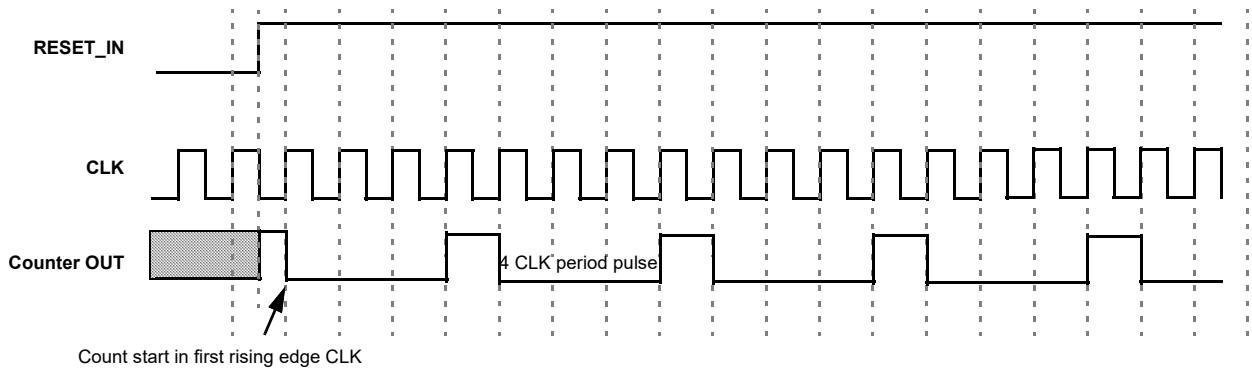 RESET_IN
CLK
Counter OUT
4 CLK period pulse
Count start in first rising edge CLK